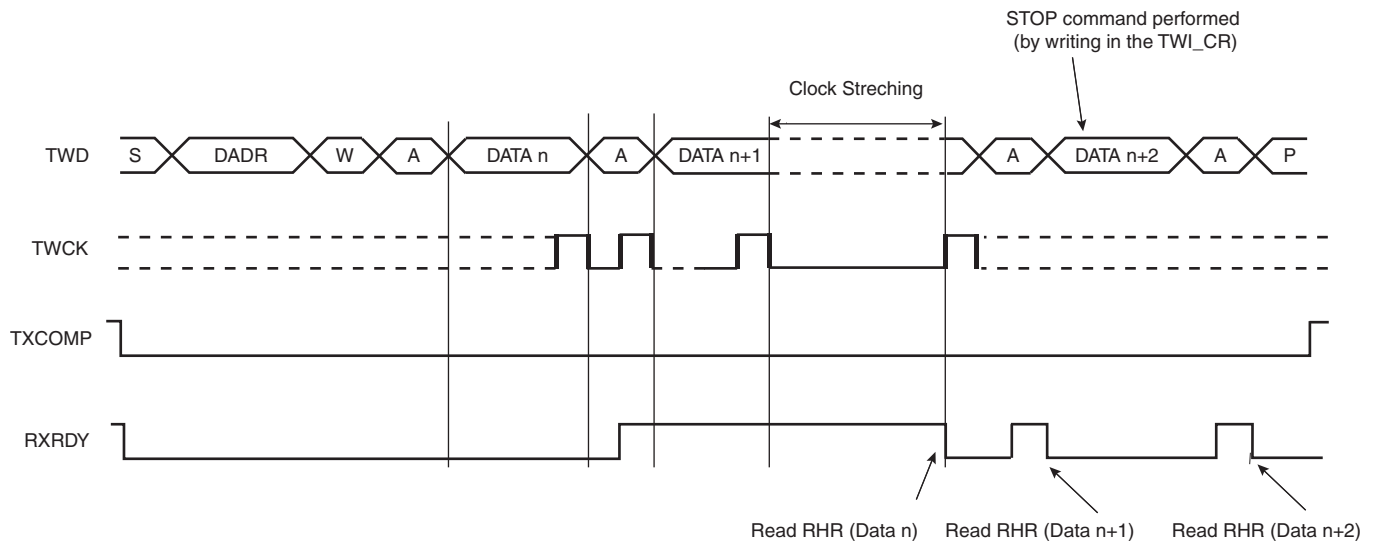 STOP command performed
(by writing in the TWI_CR)
Clock Streching
TWD S DADR W A DATA n A DATA n+1 A DATA n+2 A P
TWCK
TXCOMP
RXRDY
Read RHR (Data n) Read RHR (Data n+1) Read RHR (Data n+2)